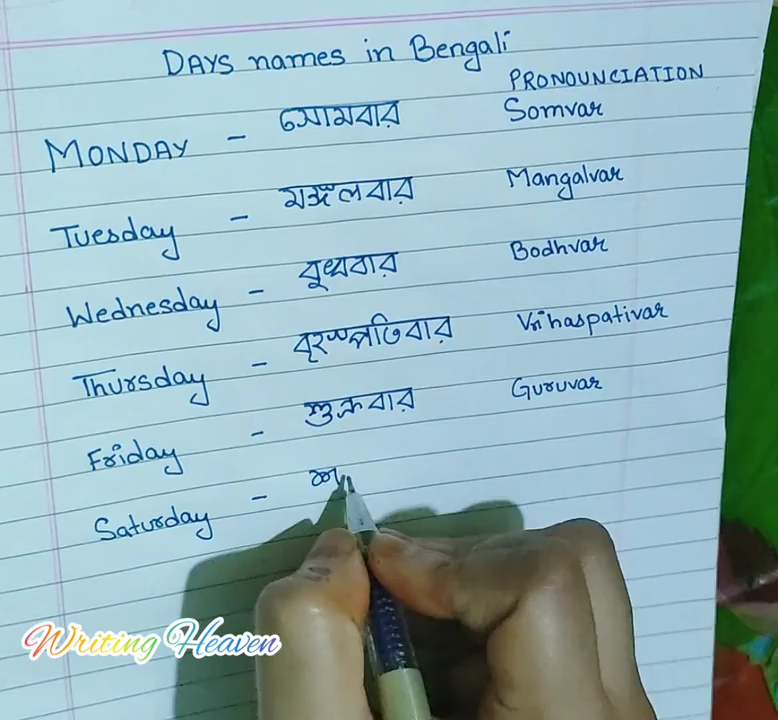 DAYS names in Bengali
PRONOUNCIATION
MONDAY - সোমবার Somvar
Tuesday - মঙ্গলবার Mangalvar
Wednesday - বুধবার Bodhvar
Thursday - বৃহস্পতিবার Vrihaspativar
Friday - শুক্রবার Guruvar
Saturday - শ
Writing Heaven